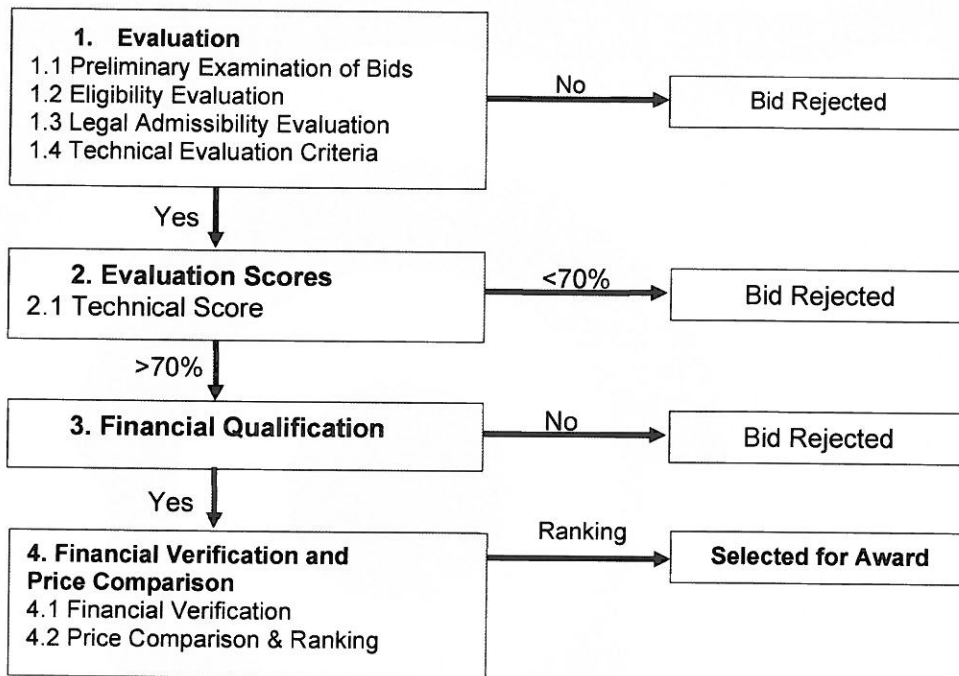 1. Evaluation
1.1 Preliminary Examination of Bids
1.2 Eligibility Evaluation
1.3 Legal Admissibility Evaluation
1.4 Technical Evaluation Criteria
No
Bid Rejected
Yes
2. Evaluation Scores
2.1 Technical Score
<70%
Bid Rejected
>70%
3. Financial Qualification
No
Bid Rejected
Yes
4. Financial Verification and
Price Comparison
4.1 Financial Verification
4.2 Price Comparison & Ranking
Ranking
Selected for Award